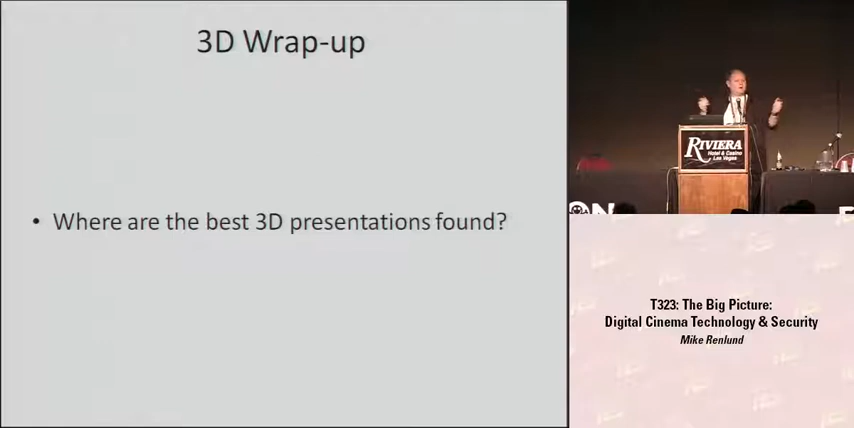 3D Wrap-up
• Where are the best 3D presentations found?
RIVIERA
Hotel & Casino
Las Vegas
T323: The Big Picture:
Digital Cinema Technology & Security
Mike Renlund